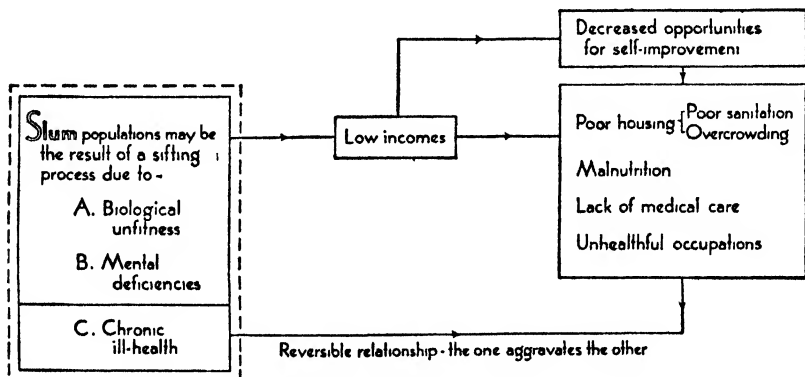 Decreased opportunities
for self-improvement
Slum populations may be
the result of a sifting
process due to -
A. Biological
unfitness
B. Mental
deficiencies
C. Chronic
ill-health
Low incomes
Poor housing { Poor sanitation
Overcrowding
Malnutrition
Lack of medical care
Unhealthful occupations
Reversible relationship - the one aggravates the other